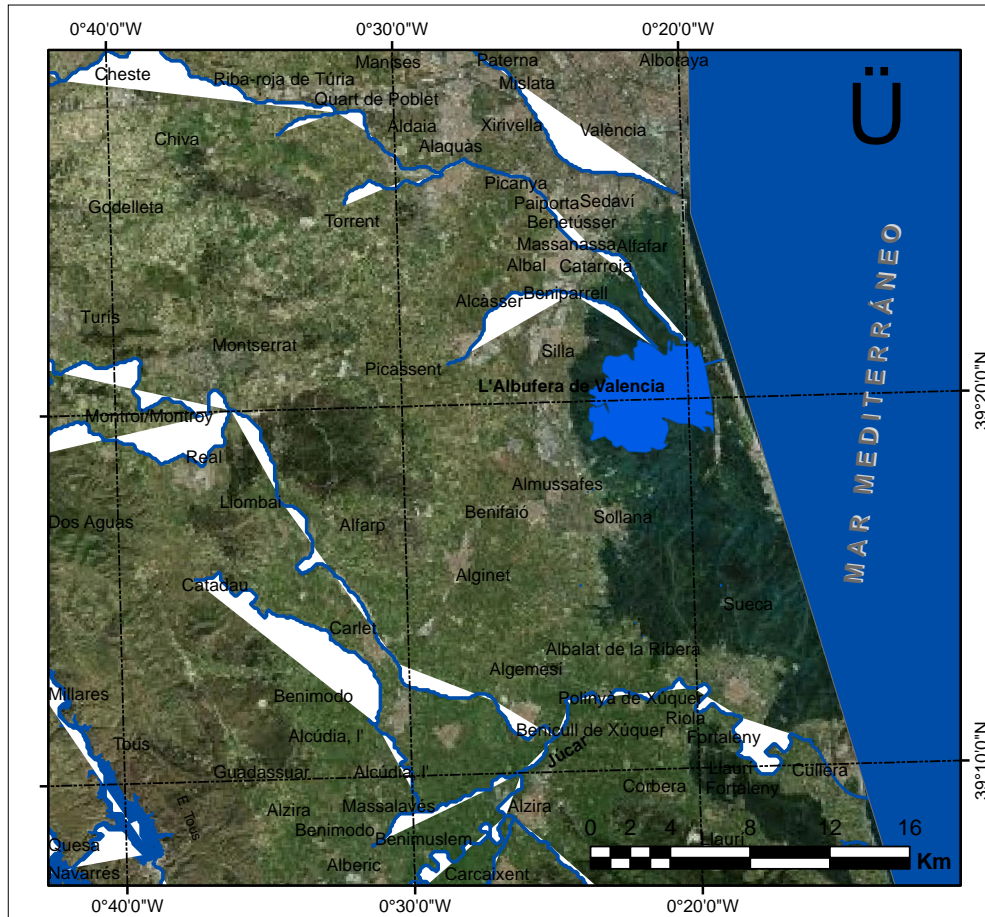 0°40'0"W 0°30'0"W 0°20'0"W
Manises Paterna Alboraya
Cheste Riba-roja de Túria Mislata
Quart de Poblet
Chiva Aldaia Xirivella València
Alaquàs
Picanya
Godelleta Torrent Paiporta Sedaví
Benetússer
Massanassa Alfafar
Albal Catarroja
Alcàsser Beniparrell
Turís
Montserrat Silla
Picassent
L'Albufera de Valencia
39°20'0"N
Montroi/Montroy
Real
Llombai Almussafes
Dos Aguas Alfarp Benifaió Sollana
Alginet
Catadau Sueca
Carlet
Albalat de la Ribera
Algemesí
Millares Benimodo Polinyà de Xúquer
Riola
Benicull de Xúquer
Tous Alcúdia, l' Fortaleny
Júcar
Guadassuar Alcúdia, l' Llaurí Cullera
39°10'0"N
Corbera Fortaleny
E. Tous Alzira Massalavés Alzira
Benimodo Benimuslem Llaurí
Quesa Alberic
Navarrés Carcaixent
MAR MEDITERRÁNEO
Ü
0 2 4 8 12 16
Km
0°40'0"W 0°30'0"W 0°20'0"W